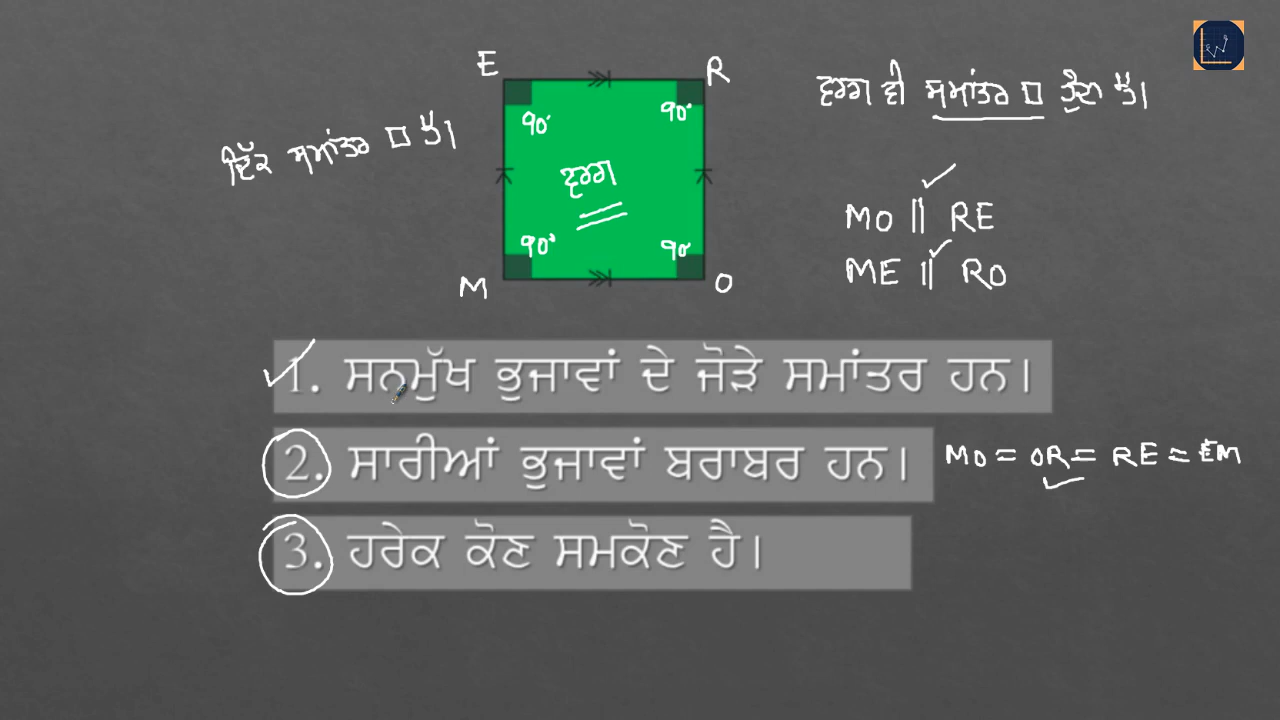 E
R
ਵਰਗ ਵੀ ਸਮਾਂਤਰ □ ਹੁੰਦਾ ਹੈ।
90°
90°
ਇੱਕ ਸਮਾਂਤਰ □ ਹੈ।
ਵਰਗ
MO || RE
90°
90°
ME || RO
M
O
1. ਸਨਮੁੱਖ ਭੁਜਾਵਾਂ ਦੇ ਜੋੜੇ ਸਮਾਂਤਰ ਹਨ।
2. ਸਾਰੀਆਂ ਭੁਜਾਵਾਂ ਬਰਾਬਰ ਹਨ। MO = OR = RE = EM
3. ਹਰੇਕ ਕੋਣ ਸਮਕੋਣ ਹੈ।